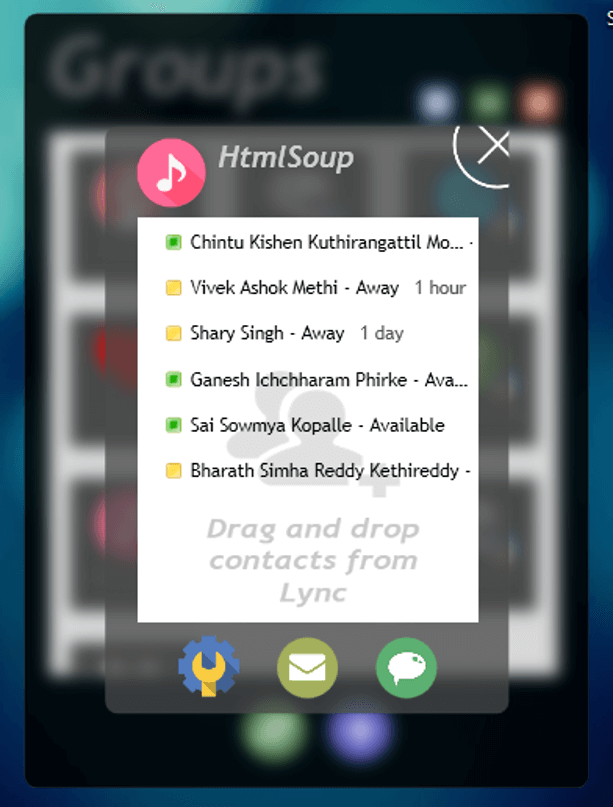 S
Groups
HtmlSoup
Chintu Kishen Kuthirangattil Mo... -
Vivek Ashok Methi - Away 1 hour
Shary Singh - Away 1 day
Ganesh Ichchharam Phirke - Ava...
Sai Sowmya Kopalle - Available
Bharath Simha Reddy Kethireddy -
Drag and drop
contacts from
Lync